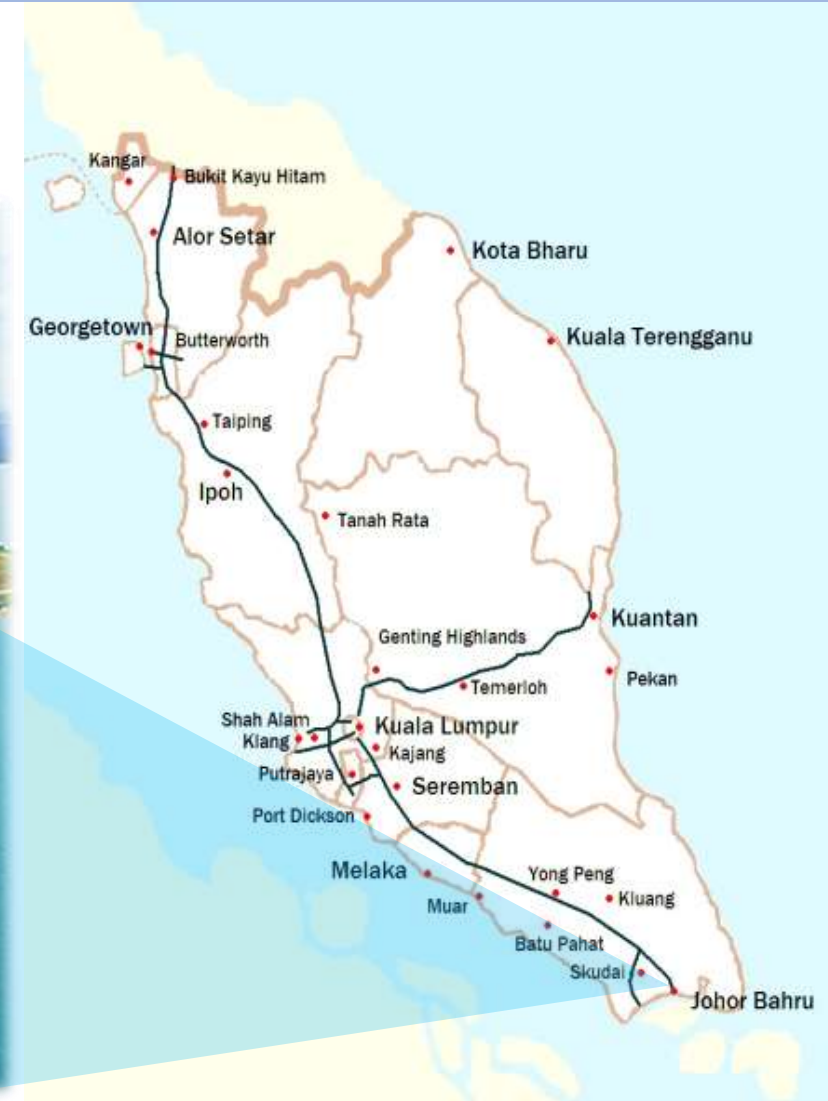 Kangar
Bukit Kayu Hitam
Alor Setar
Kota Bharu
Georgetown
Butterworth
Kuala Terengganu
Taiping
Ipoh
Tanah Rata
Kuantan
Genting Highlands
Pekan
Temerloh
Shah Alam
Kuala Lumpur
Klang
Kajang
Putrajaya
Seremban
Port Dickson
Melaka
Yong Peng
Kluang
Muar
Batu Pahat
Skudai
Johor Bahru